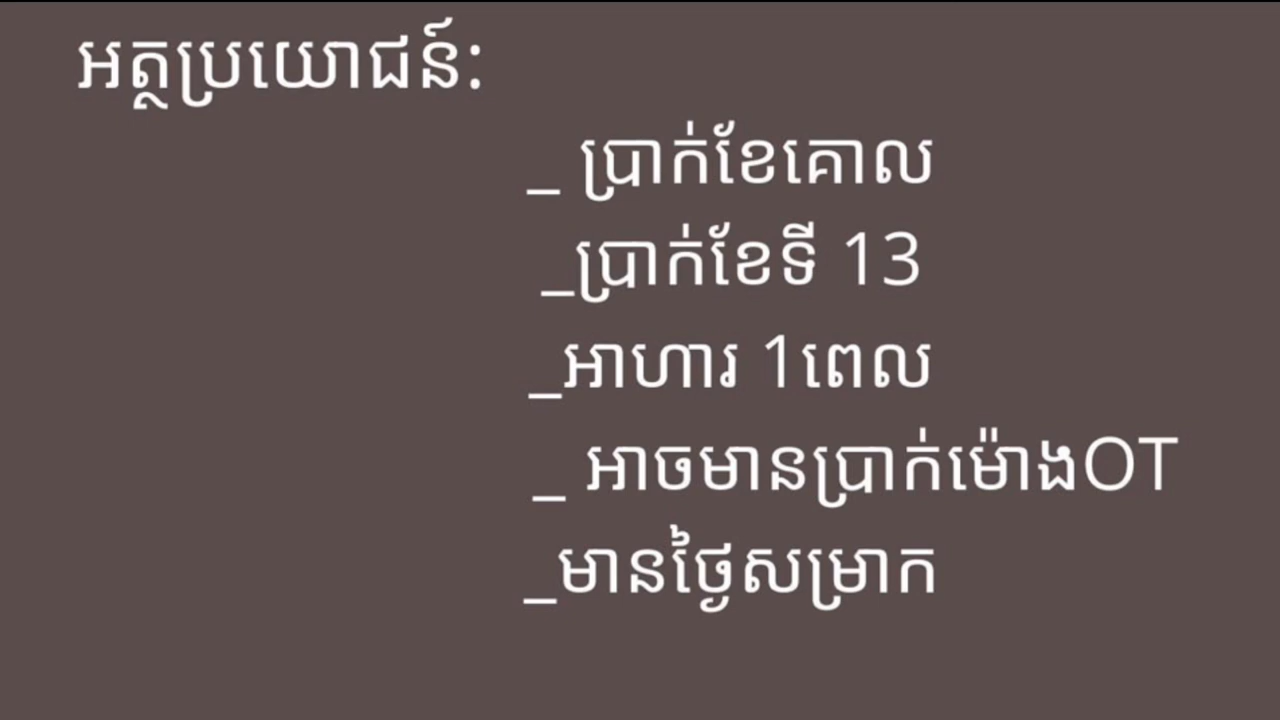 អត្ថប្រយោជន៍:
_ ប្រាក់ខែគោល
_ប្រាក់ខែទី 13
_អាហារ 1ពេល
_ អាចមានប្រាក់ម៉ោងOT
_មានថ្ងៃសម្រាក